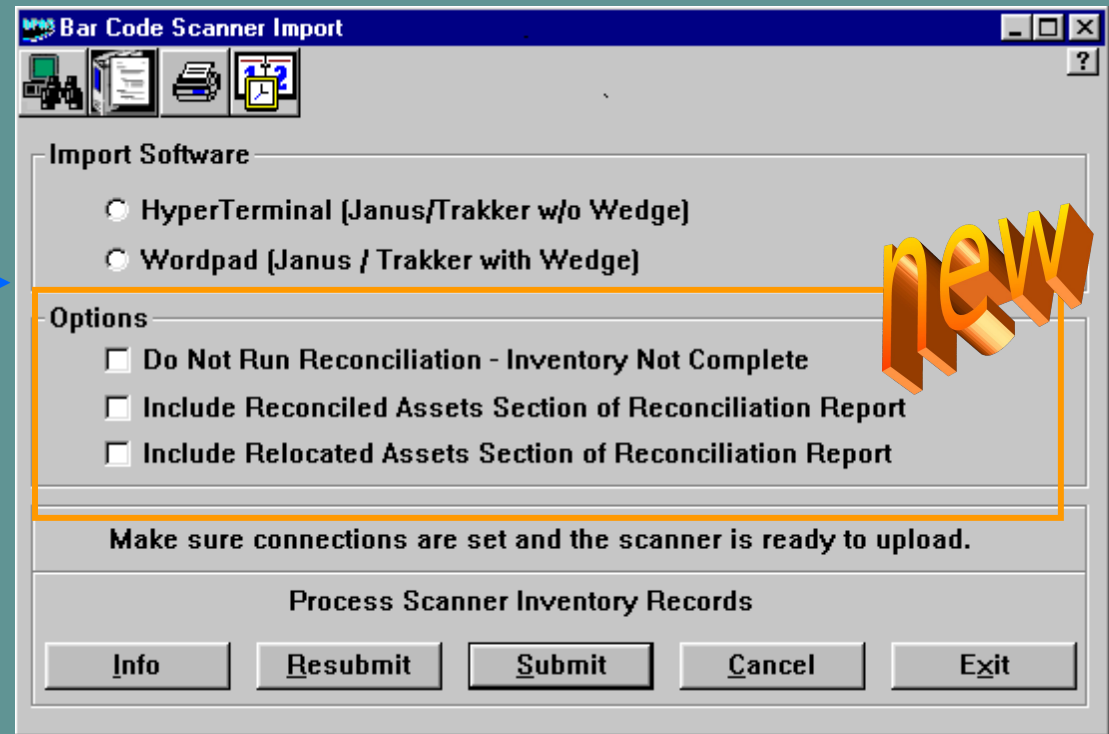 Bar Code Scanner Import
?
1 2
Import Software
HyperTerminal (Janus/Trakker w/o Wedge)
Wordpad (Janus / Trakker with Wedge)
new
Options
Do Not Run Reconciliation - Inventory Not Complete
Include Reconciled Assets Section of Reconciliation Report
Include Relocated Assets Section of Reconciliation Report
Make sure connections are set and the scanner is ready to upload.
Process Scanner Inventory Records
Info Resubmit Submit Cancel Exit